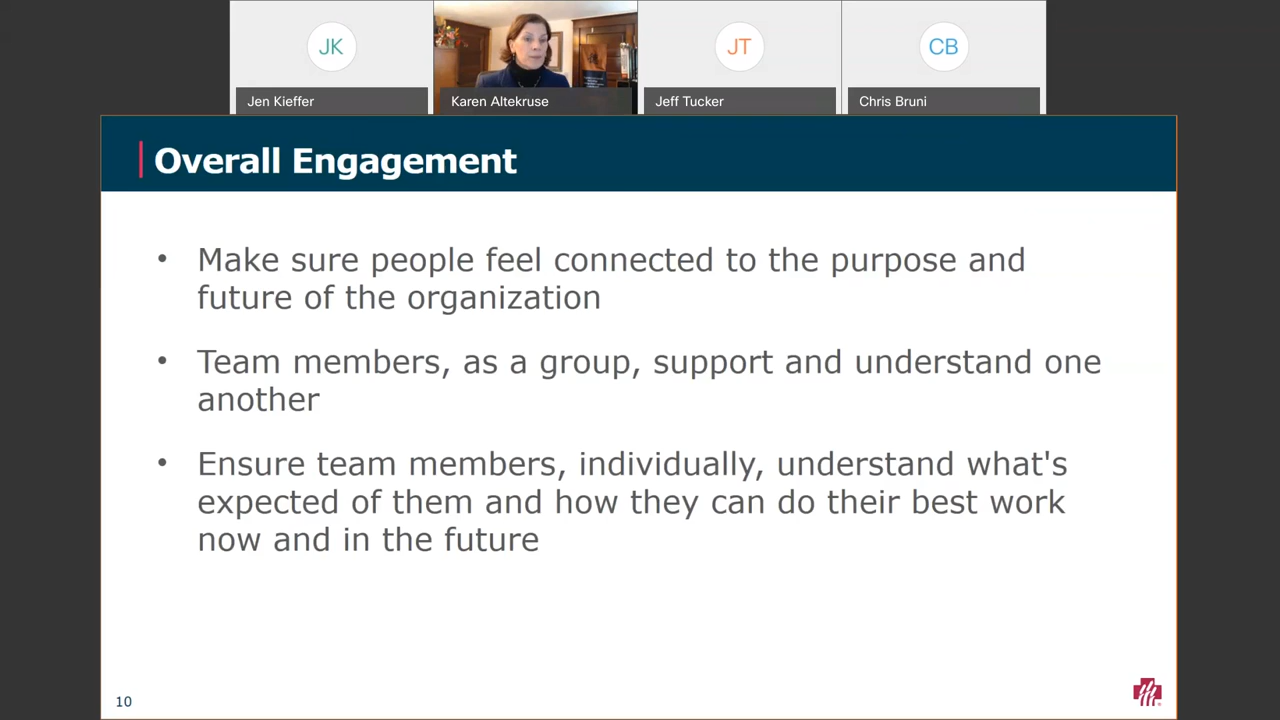 JK
JT
CB
Jen Kieffer
Karen Altekruse
Jeff Tucker
Chris Bruni
Overall Engagement
• Make sure people feel connected to the purpose and
future of the organization
• Team members, as a group, support and understand one
another
• Ensure team members, individually, understand what's
expected of them and how they can do their best work
now and in the future
10